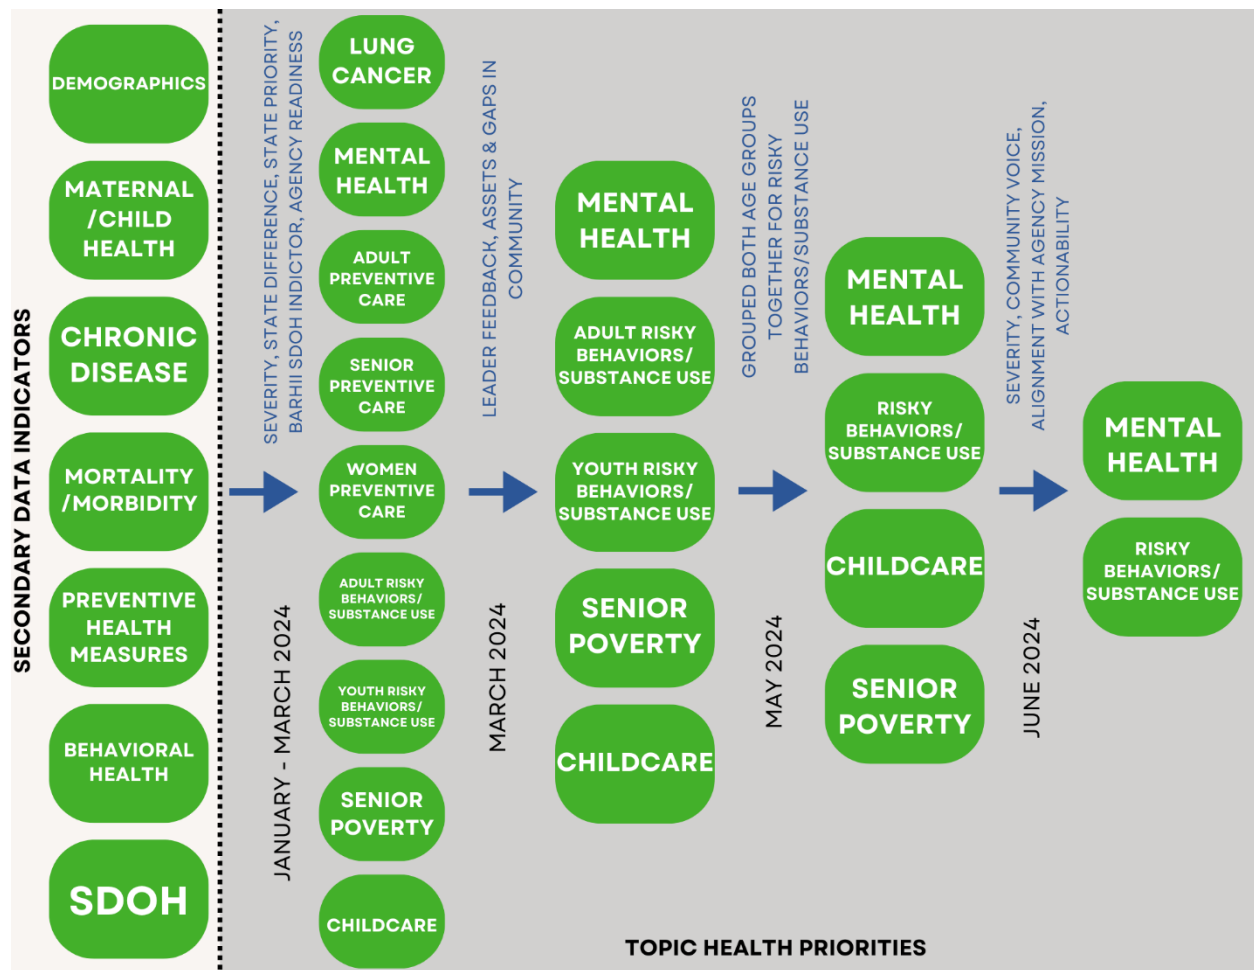 SECONDARY DATA INDICATORS
DEMOGRAPHICS
MATERNAL
/CHILD
HEALTH
CHRONIC
DISEASE
MORTALITY
/MORBIDITY
PREVENTIVE
HEALTH
MEASURES
BEHAVIORAL
HEALTH
SDOH
SEVERITY, STATE DIFFERENCE, STATE PRIORITY,
BARHII SDOH INDICTOR, AGENCY READINESS
JANUARY - MARCH 2024
LUNG
CANCER
MENTAL
HEALTH
ADULT
PREVENTIVE
CARE
SENIOR
PREVENTIVE
CARE
WOMEN
PREVENTIVE
CARE
ADULT RISKY
BEHAVIORS/
SUBSTANCE USE
YOUTH RISKY
BEHAVIORS/
SUBSTANCE USE
SENIOR
POVERTY
CHILDCARE
LEADER FEEDBACK, ASSETS & GAPS IN
COMMUNITY
MARCH 2024
MENTAL
HEALTH
ADULT RISKY
BEHAVIORS/
SUBSTANCE USE
YOUTH RISKY
BEHAVIORS/
SUBSTANCE USE
SENIOR
POVERTY
CHILDCARE
GROUPED BOTH AGE GROUPS
TOGETHER FOR RISKY
BEHAVIORS/SUBSTANCE USE
MAY 2024
MENTAL
HEALTH
RISKY
BEHAVIORS/
SUBSTANCE USE
CHILDCARE
SENIOR
POVERTY
SEVERITY, COMMUNITY VOICE,
ALIGNMENT WITH AGENCY MISSION,
ACTIONABILITY
JUNE 2024
MENTAL
HEALTH
RISKY
BEHAVIORS/
SUBSTANCE USE
TOPIC HEALTH PRIORITIES